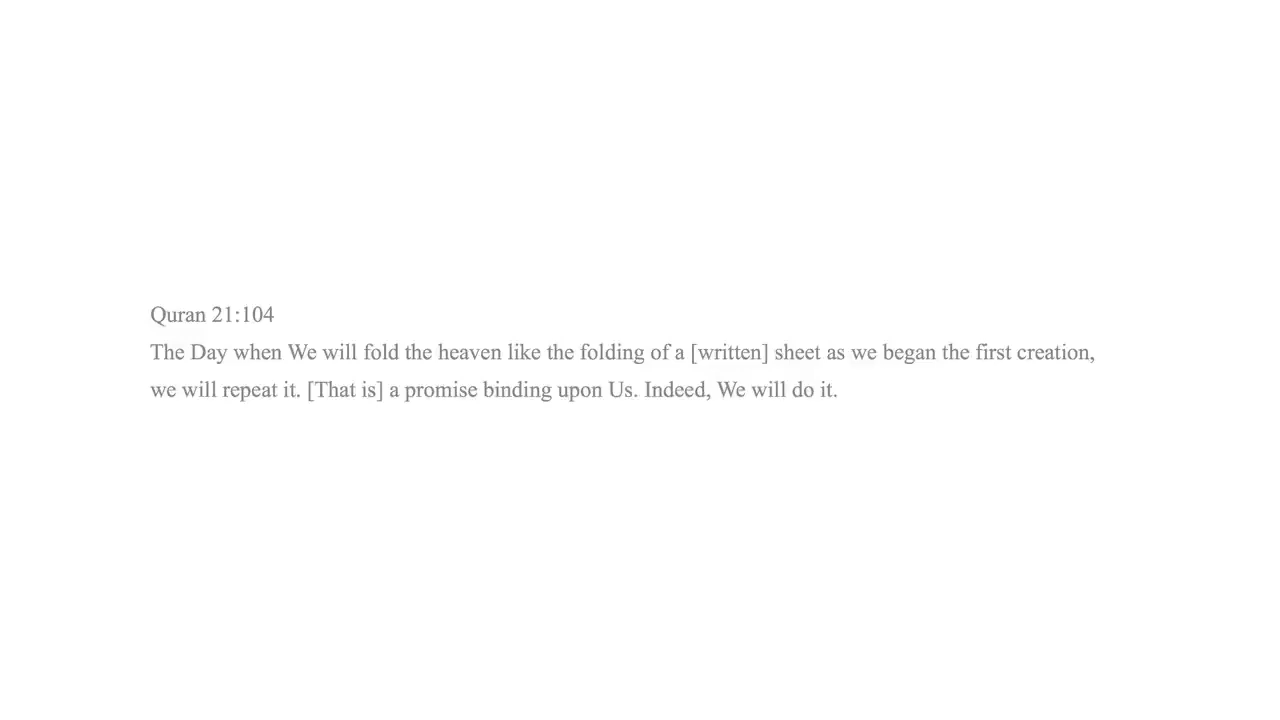 Quran 21:104
The Day when We will fold the heaven like the folding of a [written] sheet as we began the first creation,
we will repeat it. [That is] a promise binding upon Us. Indeed, We will do it.